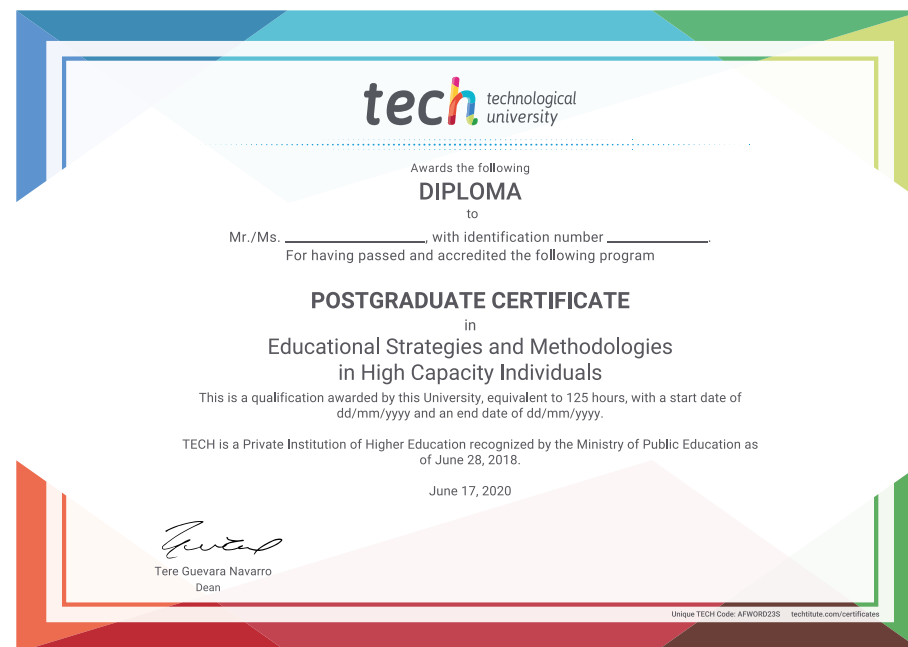 tech technological
university
Awards the following
DIPLOMA
to
Mr./Ms. ____________________, with identification number _______________.
For having passed and accredited the following program
POSTGRADUATE CERTIFICATE
in
Educational Strategies and Methodologies
in High Capacity Individuals
This is a qualification awarded by this University, equivalent to 125 hours, with a start date of
dd/mm/yyyy and an end date of dd/mm/yyyy.
TECH is a Private Institution of Higher Education recognized by the Ministry of Public Education as
of June 28, 2018.
June 17, 2020
Tere Guevara Navarro
Dean
Unique TECH Code: AFWORD23S techtitute.com/certificates